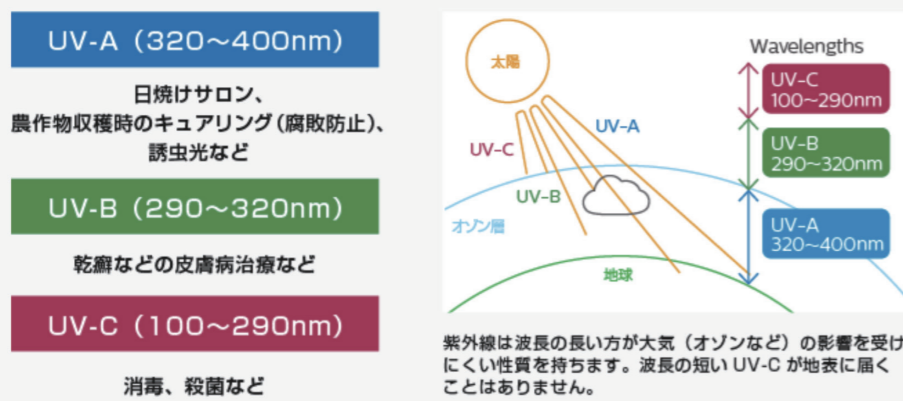 UV-A（320～400nm）
日焼けサロン、
農作物収穫時のキュアリング（腐敗防止）、
誘虫光など
UV-B（290～320nm）
乾癬などの皮膚病治療など
UV-C（100～290nm）
消毒、殺菌など
太陽
Wavelengths
UV-C
100～290nm
UV-B
290～320nm
UV-A
320～400nm
UV-A
UV-C
UV-B
オゾン層
地球
紫外線は波長の長い方が大気（オゾンなど）の影響を受け
にくい性質を持ちます。波長の短い UV-C が地表に届く
ことはありません。